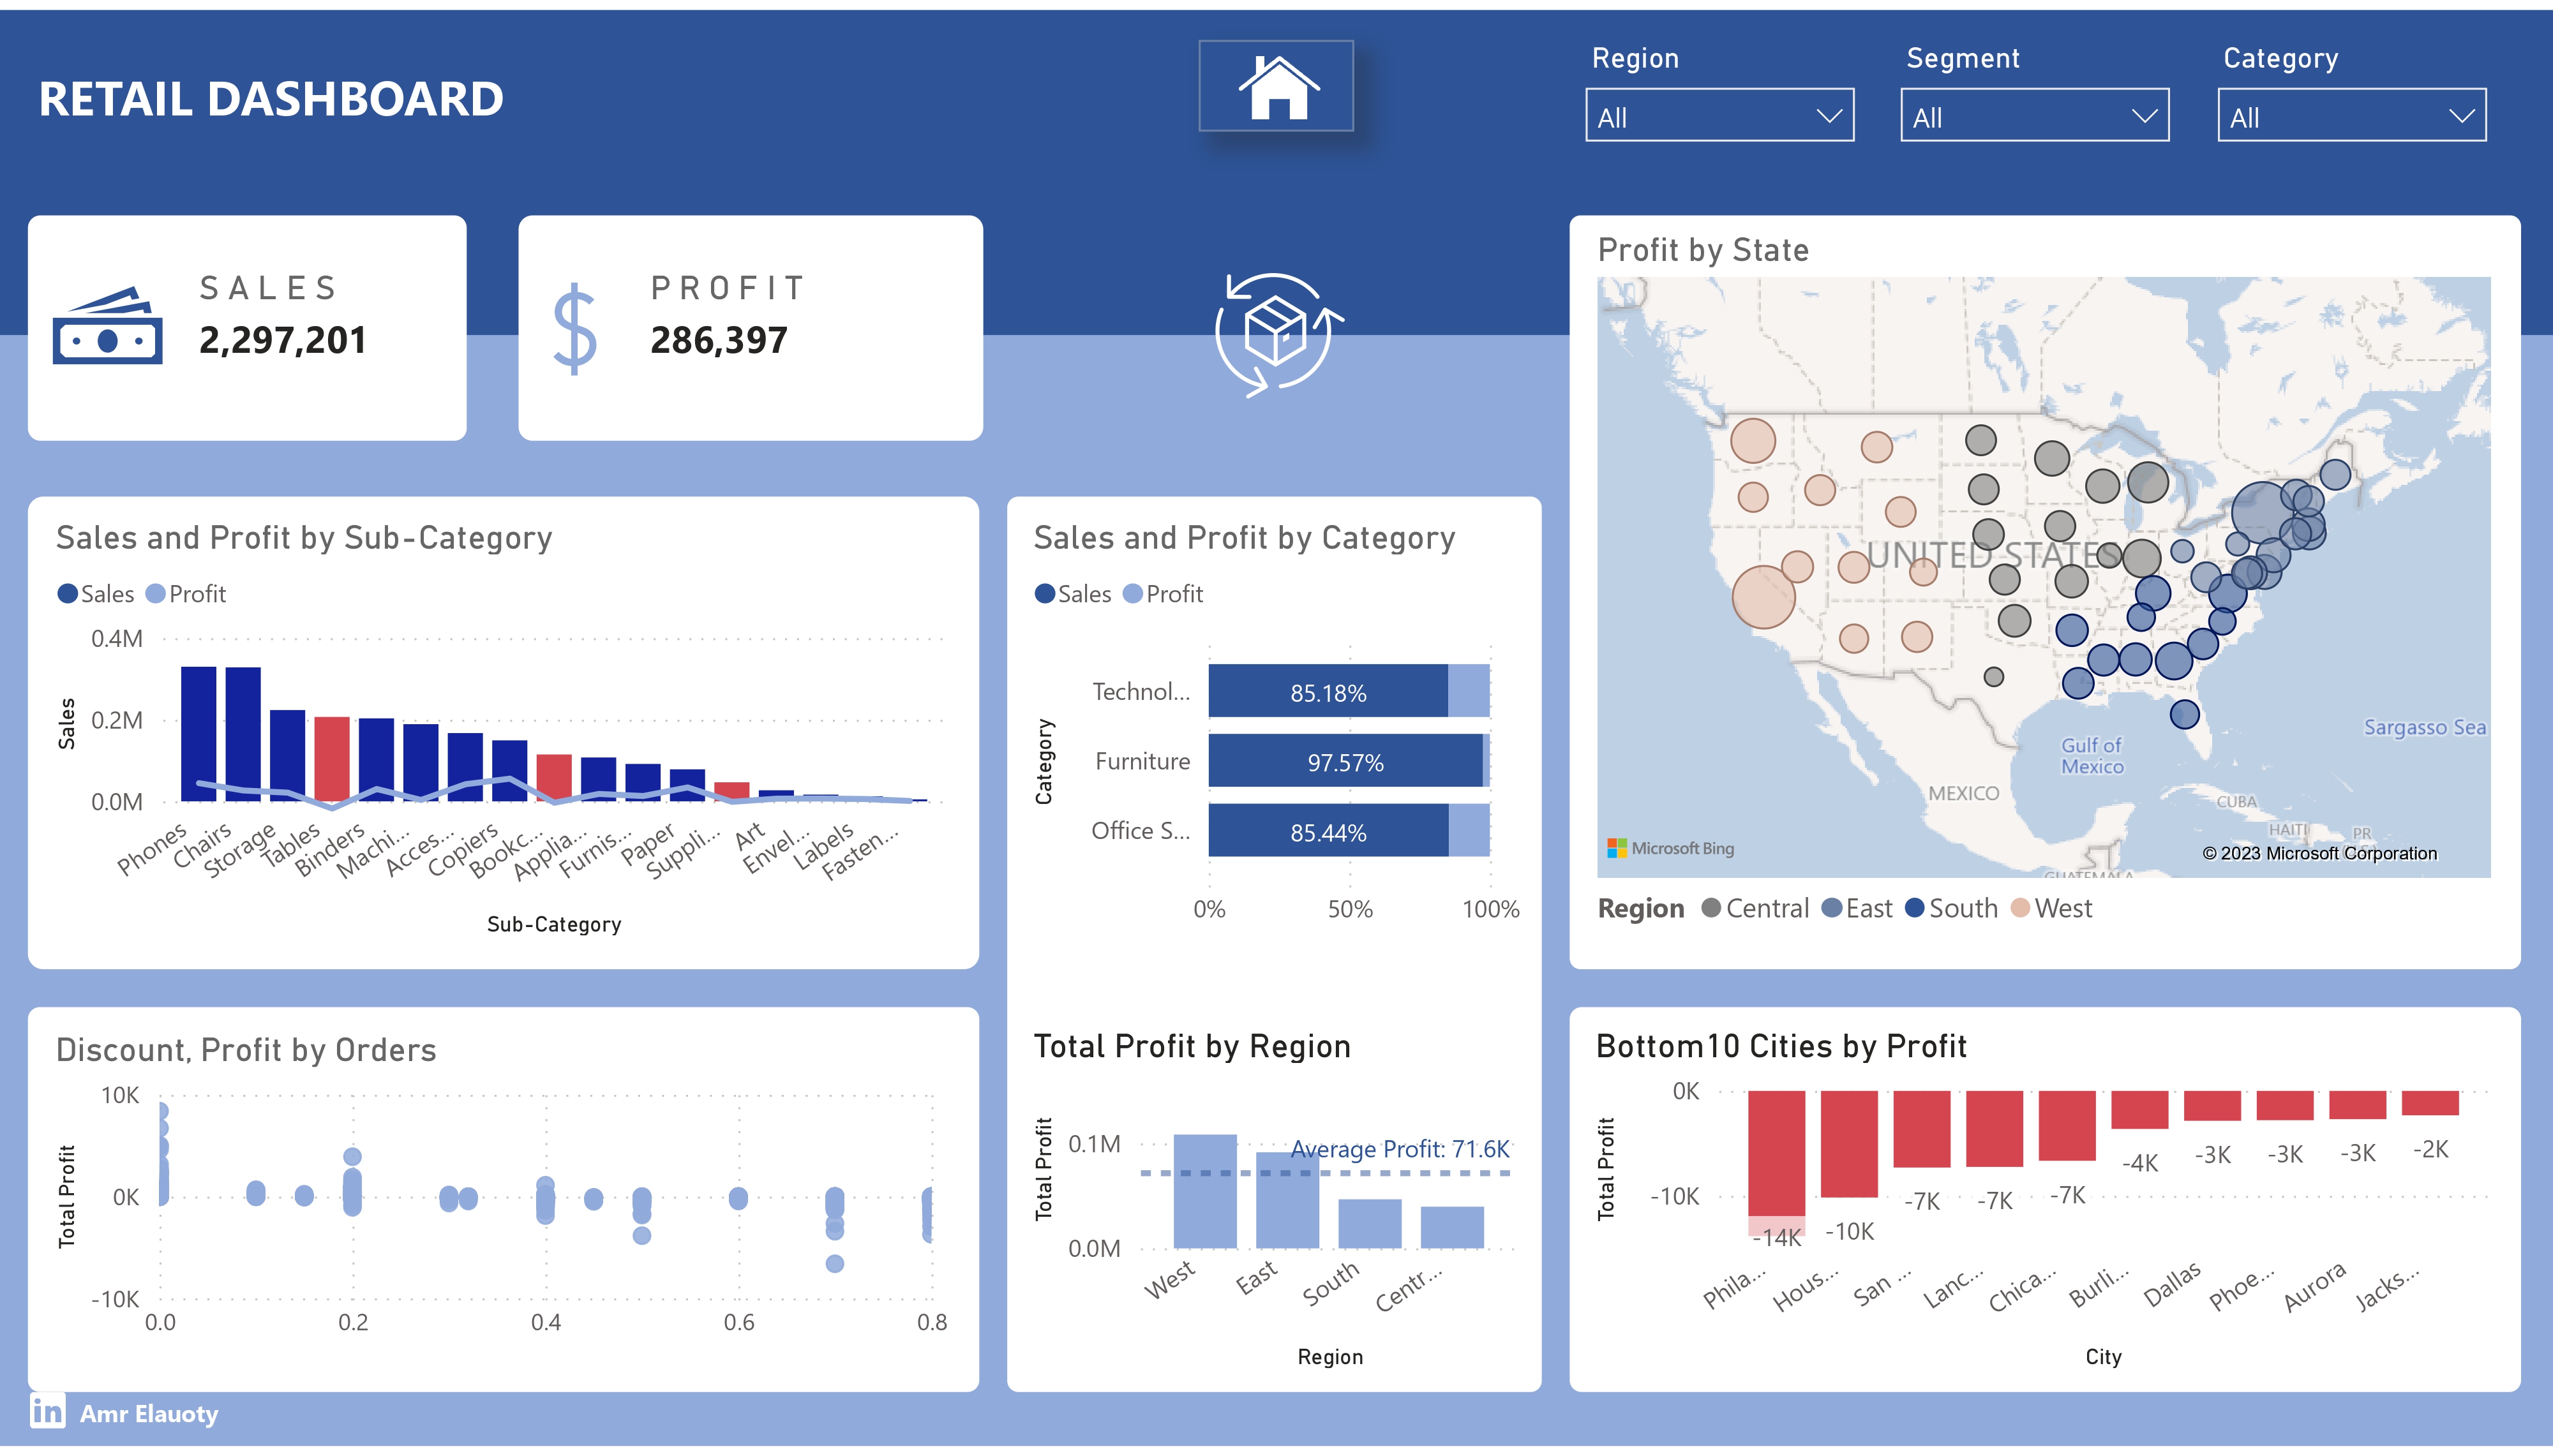 RETAIL DASHBOARD
Region
All
Segment
All
Category
All
SALES
2,297,201
PROFIT
286,397
Sales and Profit by Sub-Category
Sales Profit
0.4M
0.2M
0.0M
Sales
Phones
Chairs
Storage
Tables
Binders
Machi...
Acces...
Copiers
Bookc...
Applia...
Furnis...
Paper
Suppli...
Art
Envel...
Labels
Fasten...
Sub-Category
Sales and Profit by Category
Sales Profit
Category
Technol... 85.18%
Furniture 97.57%
Office S... 85.44%
0% 50% 100%
Profit by State
UNITED STATES
Sargasso Sea
Gulf of
Mexico
MEXICO
CUBA
HAITI
PR
GUATEMALA
Microsoft Bing
© 2023 Microsoft Corporation
Region Central East South West
Discount, Profit by Orders
10K
0K
-10K
Total Profit
0.0 0.2 0.4 0.6 0.8
Total Profit by Region
Total Profit
0.1M
0.0M
Average Profit: 71.6K
West
East
South
Centr...
Region
Bottom10 Cities by Profit
Total Profit
0K
-10K
-14K
-10K
-7K
-7K
-7K
-4K
-3K
-3K
-3K
-2K
Phila...
Hous...
San ...
Lanc...
Chica...
Burli...
Dallas
Phoe...
Aurora
Jacks...
City
in Amr Elauoty